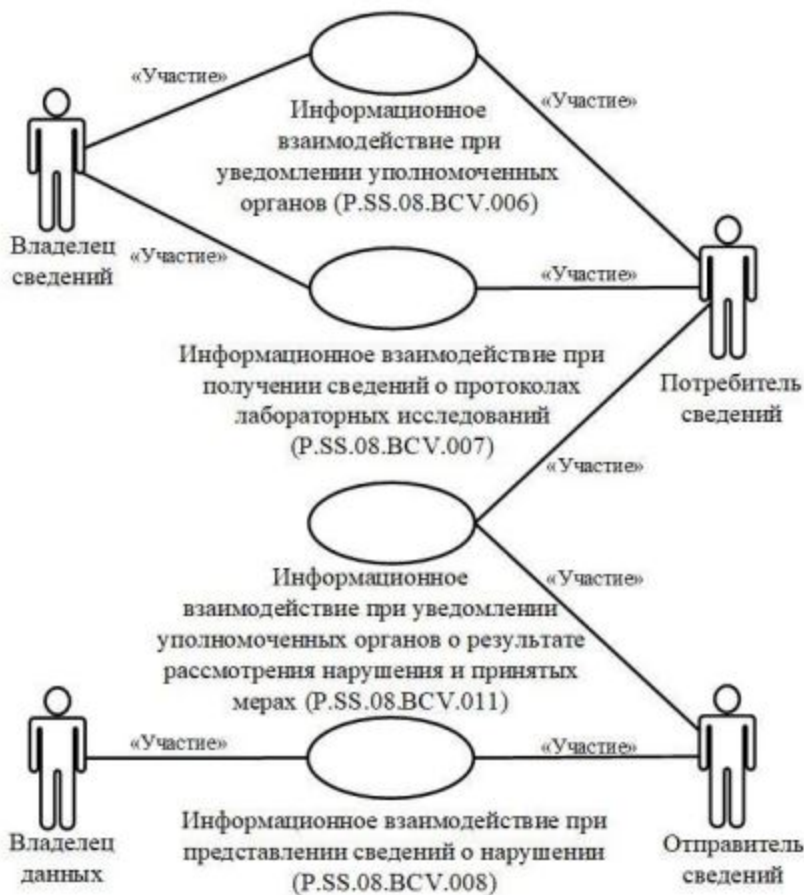 «Участие»
«Участие»
Информационное
взаимодействие при
уведомлении уполномоченных
органов (P.SS.08.BCV.006)
Владелец
сведений
«Участие»
«Участие»
Информационное взаимодействие при
получении сведений о протоколах
лабораторных исследований
(P.SS.08.BCV.007)
Потребитель
сведений
«Участие»
Информационное
взаимодействие при уведомлении
уполномоченных органов о результате
рассмотрения нарушения и принятых
мерах (P.SS.08.BCV.011)
«Участие»
«Участие»
«Участие»
Владелец
данных
Информационное взаимодействие при
представлении сведений о нарушении
(P.SS.08.BCV.008)
Отправитель
сведений